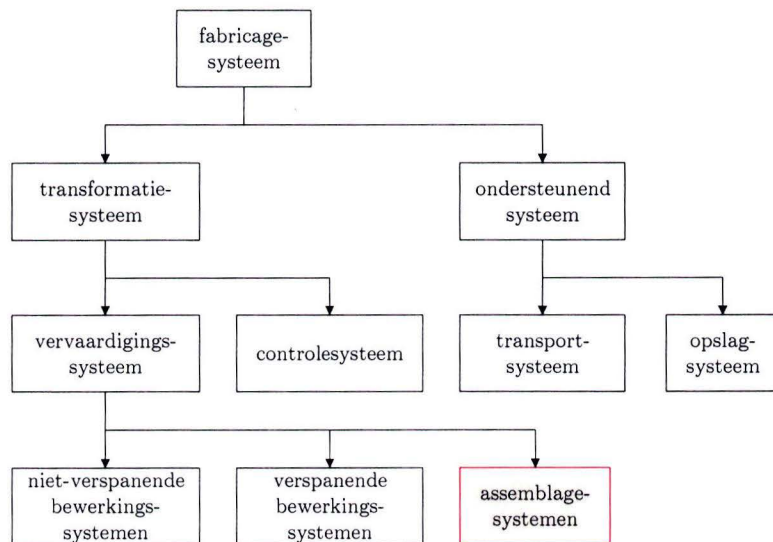 fabricage-
systeem
transformatie-
systeem
ondersteunend
systeem
vervaardigings-
systeem
controlesysteem
transport-
systeem
opslag-
systeem
niet-verspanende
bewerkings-
systemen
verspanende
bewerkings-
systemen
assemblage-
systemen